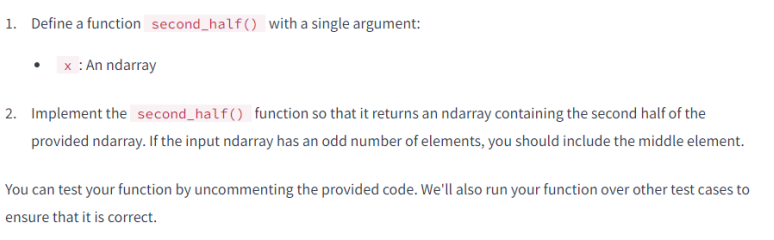 1. Define a function second_half() with a single argument:
• x : An ndarray
2. Implement the second_half() function so that it returns an ndarray containing the second half of the
provided ndarray. If the input ndarray has an odd number of elements, you should include the middle element.
You can test your function by uncommenting the provided code. We'll also run your function over other test cases to
ensure that it is correct.